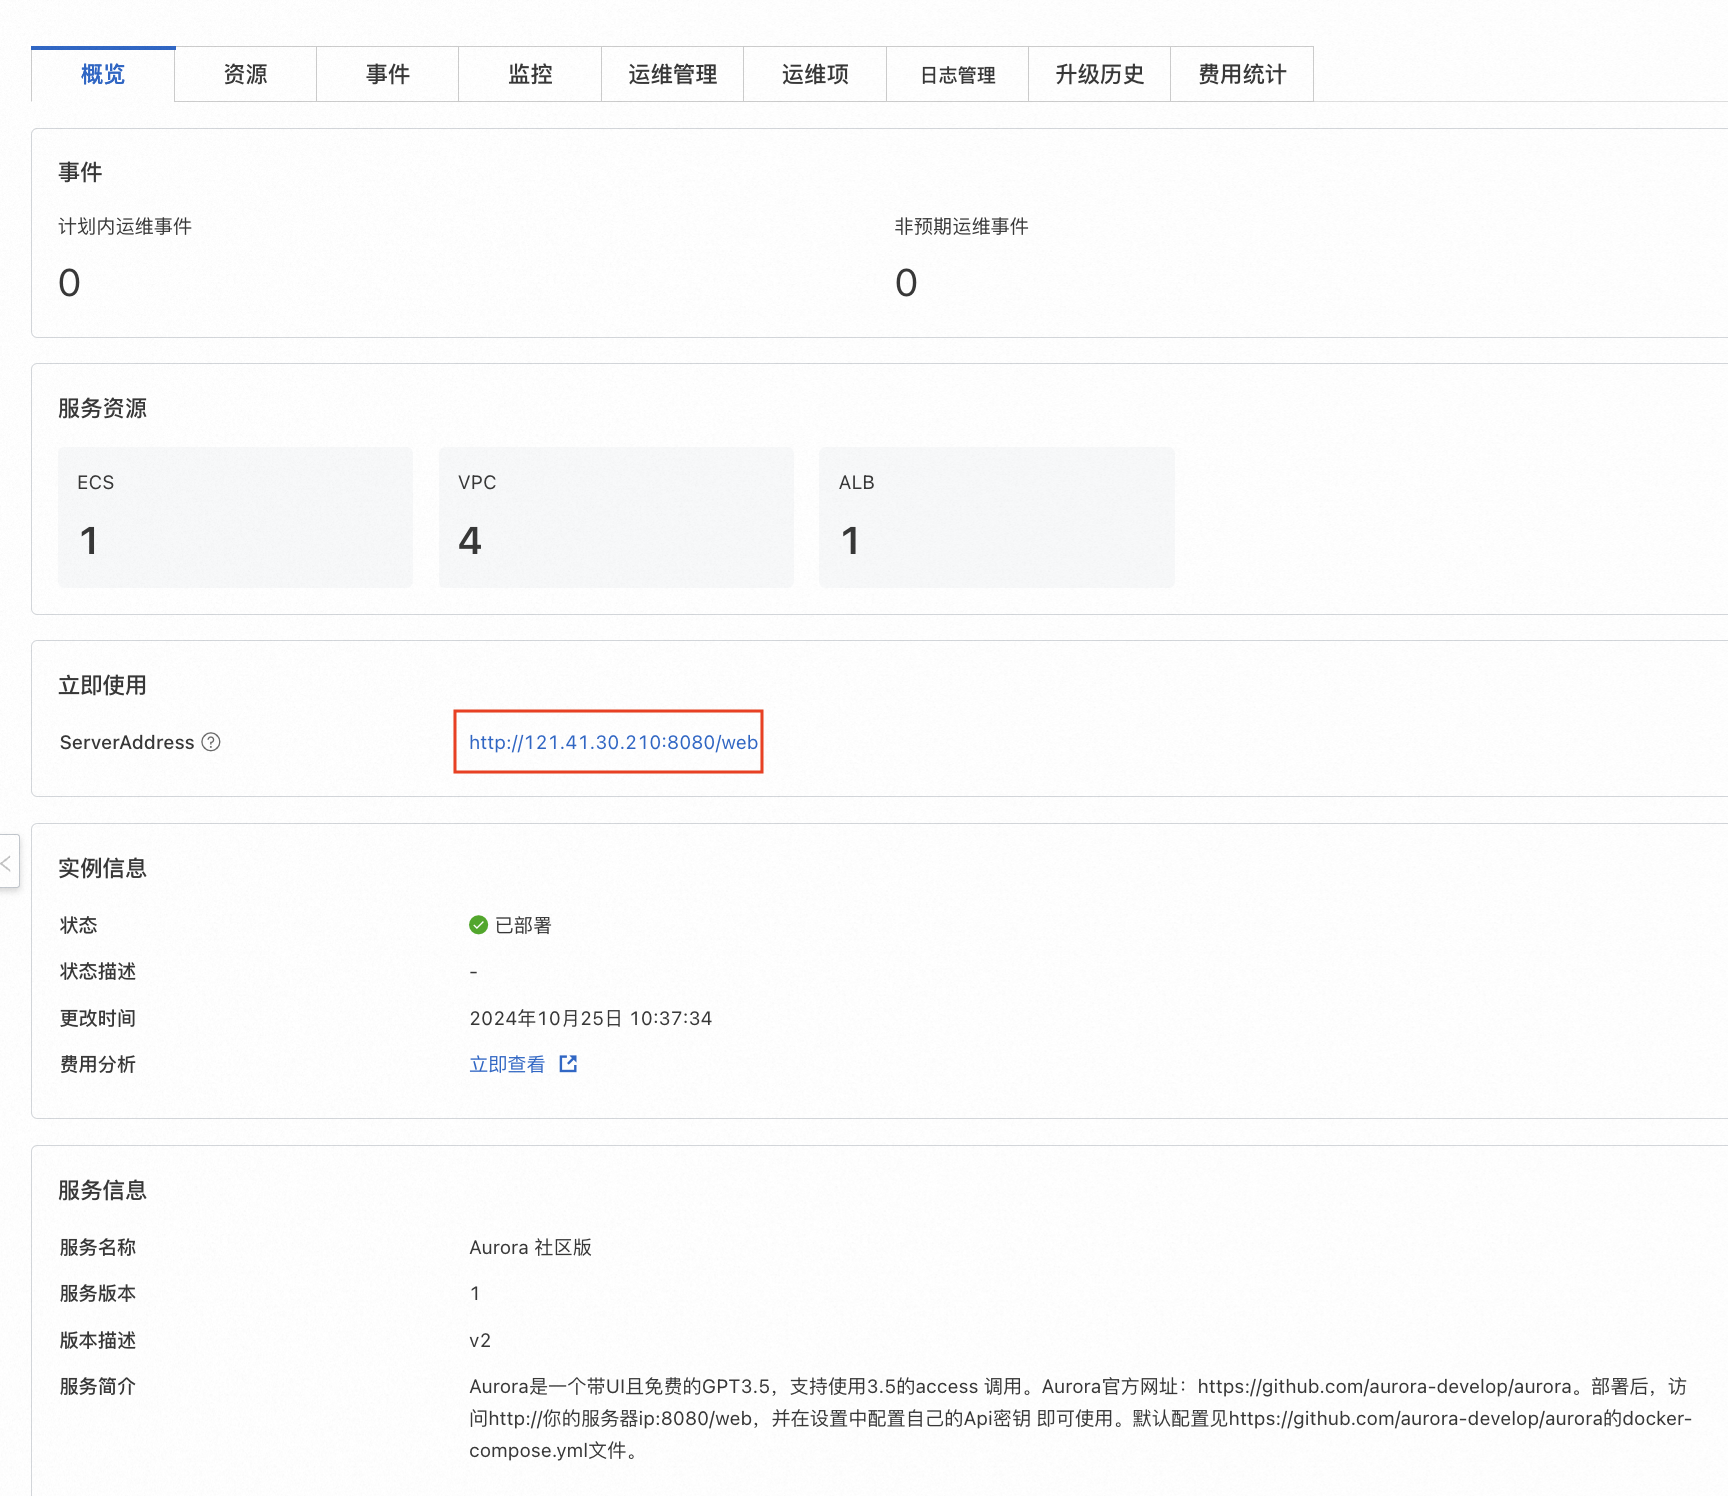 概览 资源 事件 监控 运维管理 运维项 日志管理 升级历史 费用统计
事件
计划内运维事件 非预期运维事件
0 0
服务资源
ECS VPC ALB
1 4 1
立即使用
ServerAddress ? http://121.41.30.210:8080/web
实例信息
状态 已部署
状态描述 -
更改时间 2024年10月25日 10:37:34
费用分析 立即查看
服务信息
服务名称 Aurora 社区版
服务版本 1
版本描述 v2
服务简介 Aurora是一个带UI且免费的GPT3.5，支持使用3.5的access 调用。Aurora官方网址：https://github.com/aurora-develop/aurora。部署后，访
问http://你的服务器ip:8080/web，并在设置中配置自己的Api密钥 即可使用。默认配置见https://github.com/aurora-develop/aurora的docker-
compose.yml文件。